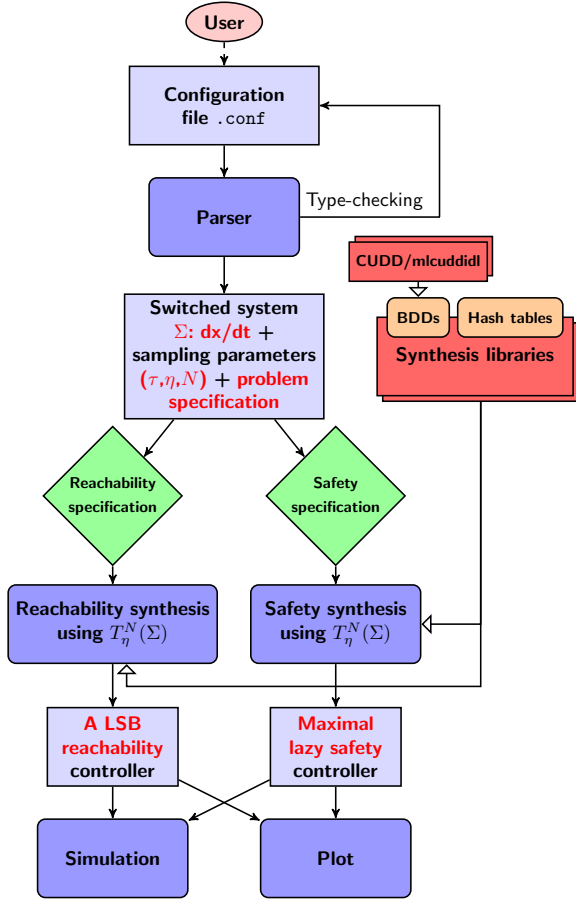 User
Configuration
file .conf
Type-checking
Parser
CUDD/mlcuddidl
BDDs
Hash tables
Synthesis libraries
Switched system
Σ: dx/dt +
sampling parameters
(τ,η,N) + problem
specification
Reachability
specification
Safety
specification
Reachability synthesis
using T_η^N(Σ)
Safety synthesis
using T_η^N(Σ)
A LSB
reachability
controller
Maximal
lazy safety
controller
Simulation
Plot